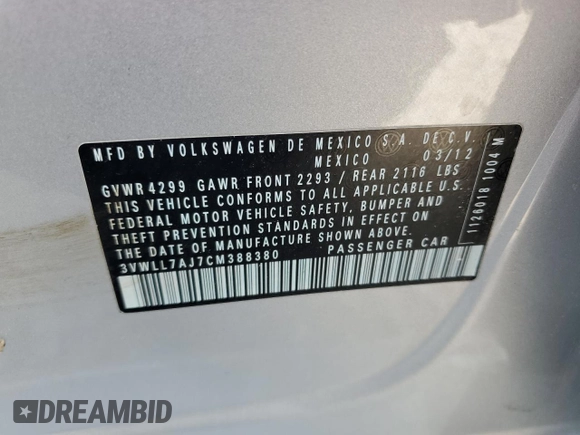 MFD BY VOLKSWAGEN DE MEXICO S.A. DE C.V.
MEXICO 03/12
GVWR 4299 GAWR FRONT 2293 / REAR 2116 LBS
THIS VEHICLE CONFORMS TO ALL APPLICABLE U.S.
FEDERAL MOTOR VEHICLE SAFETY, BUMPER AND
THEFT PREVENTION STANDARDS IN EFFECT ON
THE DATE OF MANUFACTURE SHOWN ABOVE.
3VWLL7AJ7CM388380 PASSENGER CAR
1126018 1004 M
DREAMBID